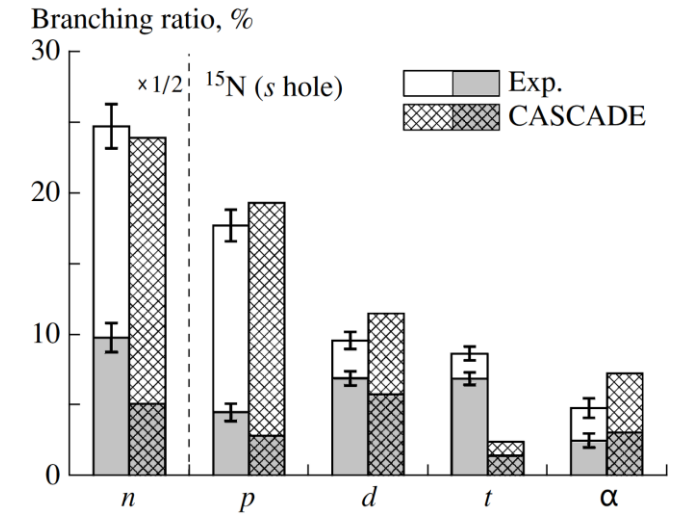 Branching ratio, %
30
×1/2
¹⁵N (s hole)
Exp.
CASCADE
20
10
0
n p d t α